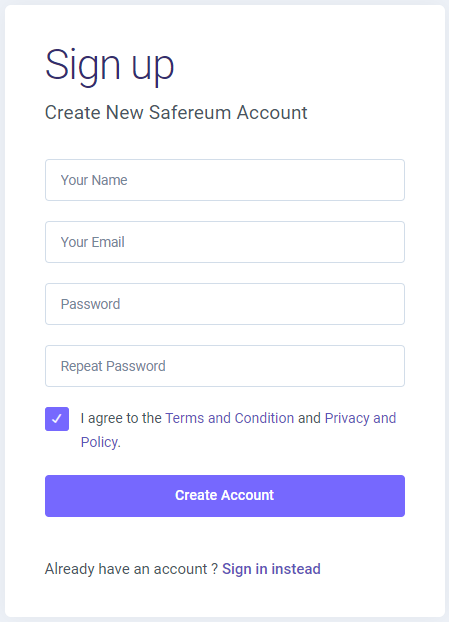 Sign up
Create New Safereum Account
Your Name
Your Email
Password
Repeat Password
I agree to the Terms and Condition and Privacy and
Policy.
Create Account
Already have an account ? Sign in instead